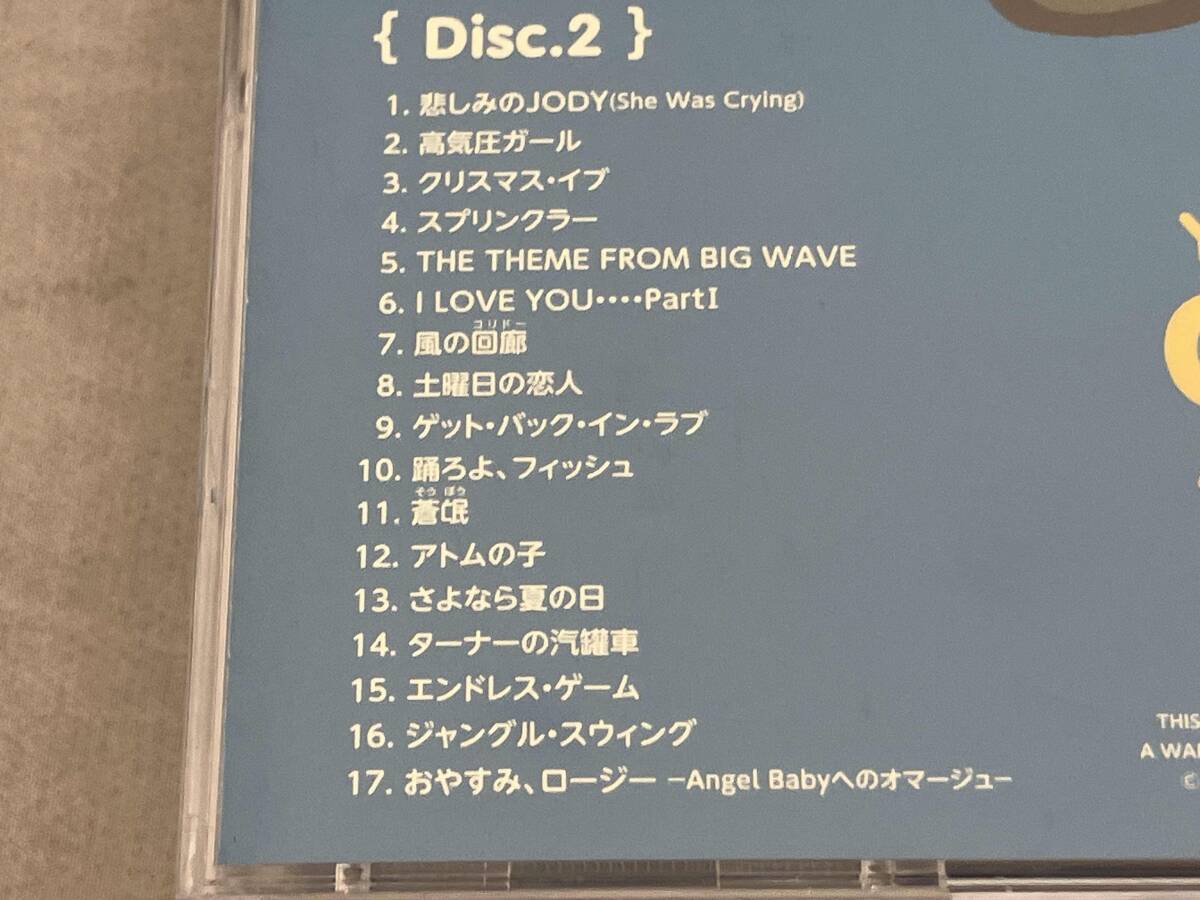 { Disc.2 }
1. 悲しみのJODY(She Was Crying)
2. 高気圧ガール
3. クリスマス・イブ
4. スプリンクラー
5. THE THEME FROM BIG WAVE
6. I LOVE YOU‥‥PartⅠ
コリドー
7. 風の回廊
8. 土曜日の恋人
9. ゲット・バック・イン・ラブ
10. 踊ろよ、フィッシュ
そう ぼう
11. 蒼氓
12. アトムの子
13. さよなら夏の日
14. ターナーの汽罐車
15. エンドレス・ゲーム
16. ジャングル・スウィング
17. おやすみ、ロージー −Angel Babyへのオマージュ−
THIS
©